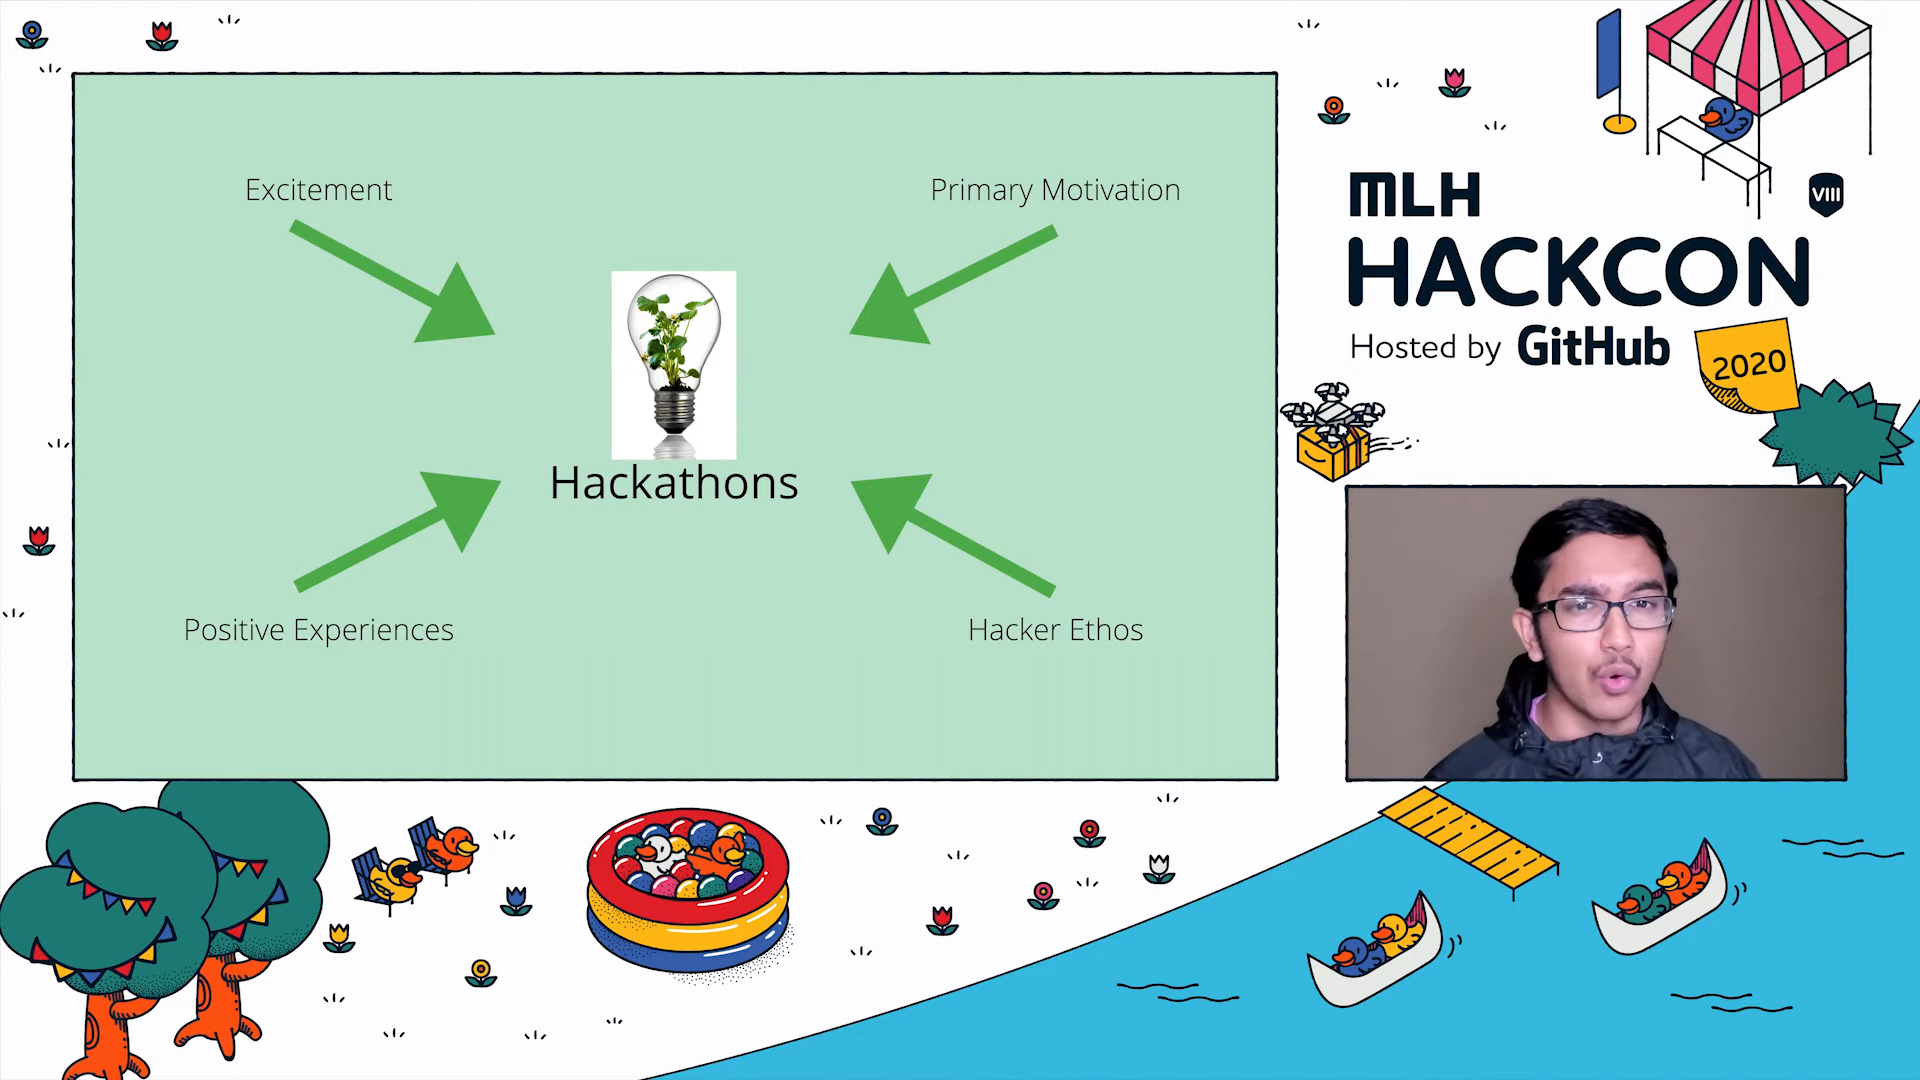 Excitement
Primary Motivation
Hackathons
Positive Experiences
Hacker Ethos
MLH
VIII
HACKCON
Hosted by GitHub
2020